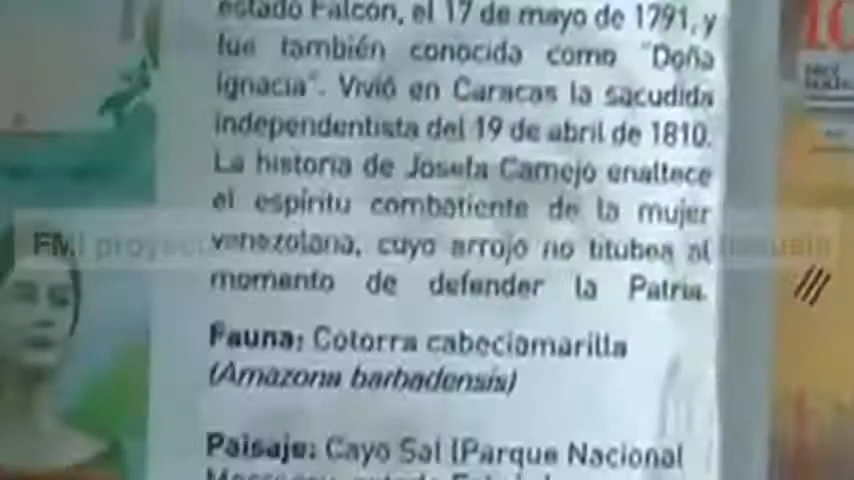 estado Falcón, el 17 de mayo de 1791, y
fue también conocida como "Doña
Ignacia". Vivió en Caracas la sacudida
independentista del 19 de abril de 1810.
La historia de Josefa Camejo enaltece
el espíritu combatiente de la mujer
FMI proyect
venezolana, cuyo arrojo no titubea al
momento de defender la Patria.
Fauna: Cotorra cabeciamarilla
(Amazona barbadensis)
Paisaje: Cayo Sal (Parque Nacional